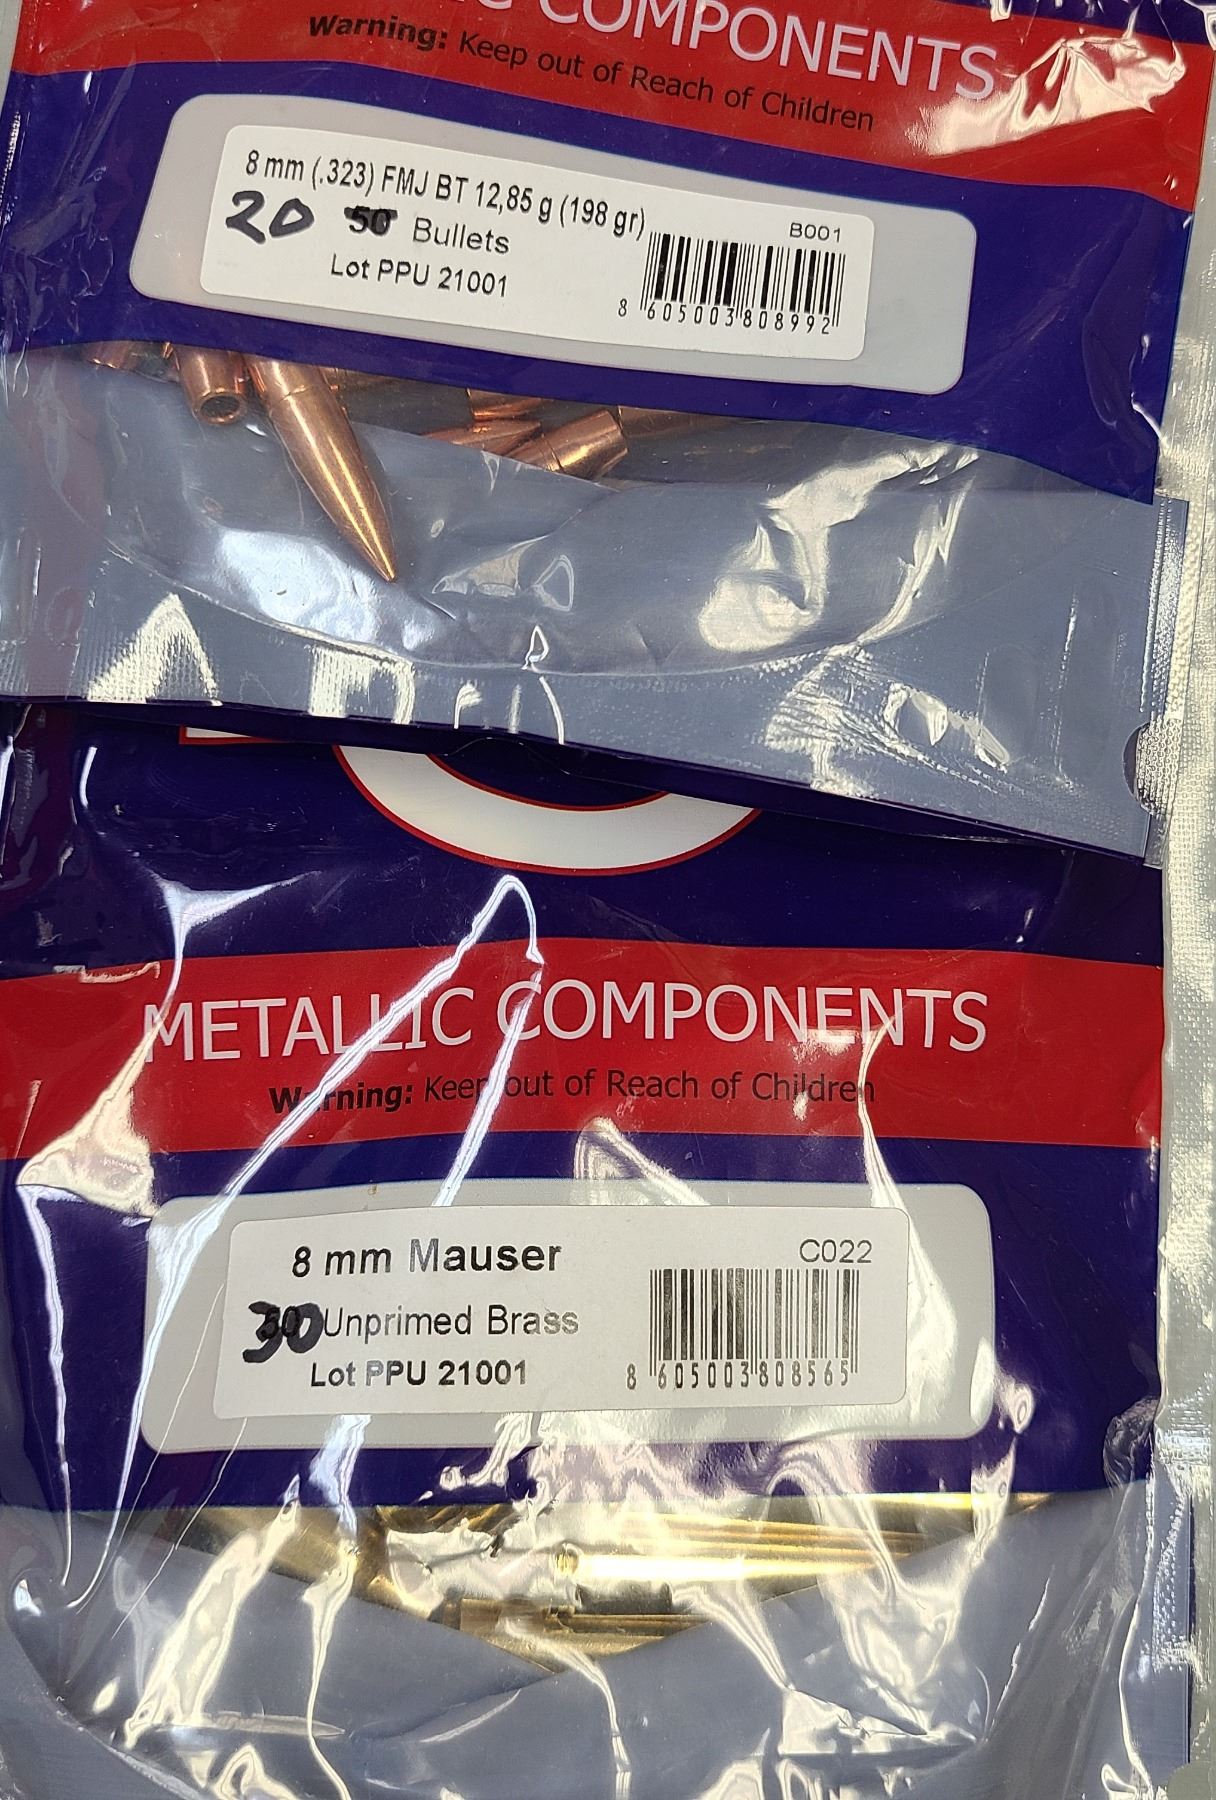 C COMPONENTS
Warning: Keep out of Reach of Children
8 mm (.323) FMJ BT 12,85 g (198 gr)
B001
20 50 Bullets
Lot PPU 21001
8 605003 808992
METALLIC COMPONENTS
Warning: Keep out of Reach of Children
8 mm Mauser
C022
30 Unprimed Brass
Lot PPU 21001
8 605003 808565